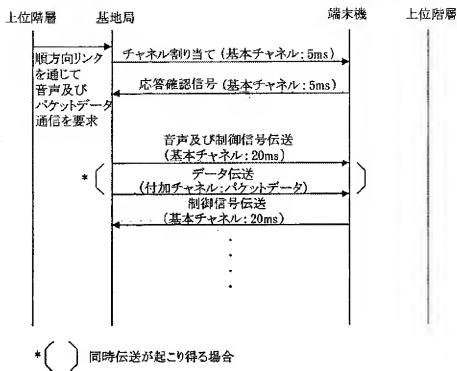 上位階層
基地局
端末機
上位階層
順方向リンク
を通じて
音声及び
パケットデータ
通信を要求
チャネル割り当て (基本チャネル:5ms)
応答確認信号 (基本チャネル:5ms)
音声及び制御信号伝送
(基本チャネル:20ms)
*
データ伝送
(付加チャネル:パケットデータ)
制御信号伝送
(基本チャネル:20ms)
*( ) 同時伝送が起こり得る場合